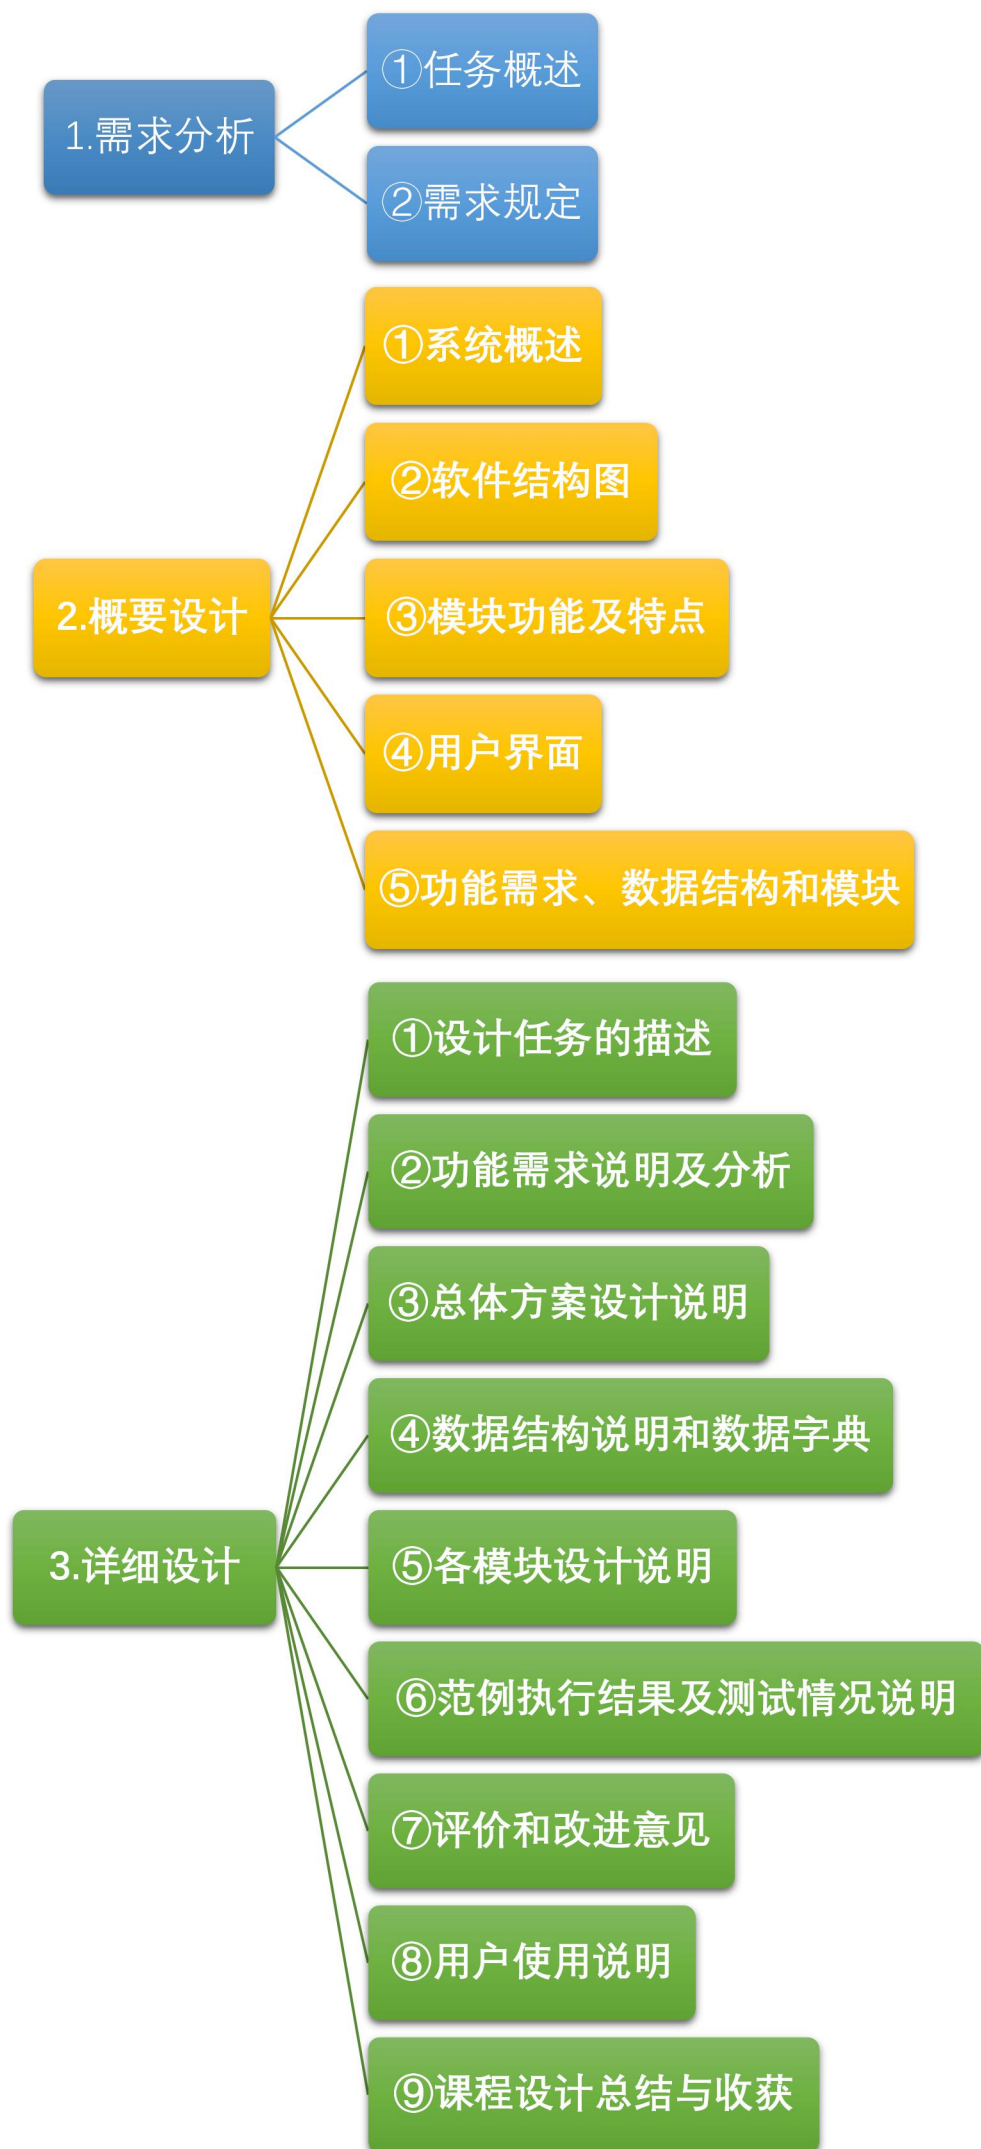 1.需求分析
①任务概述
②需求规定
2.概要设计
①系统概述
②软件结构图
③模块功能及特点
④用户界面
⑤功能需求、数据结构和模块
3.详细设计
①设计任务的描述
②功能需求说明及分析
③总体方案设计说明
④数据结构说明和数据字典
⑤各模块设计说明
⑥范例执行结果及测试情况说明
⑦评价和改进意见
⑧用户使用说明
⑨课程设计总结与收获